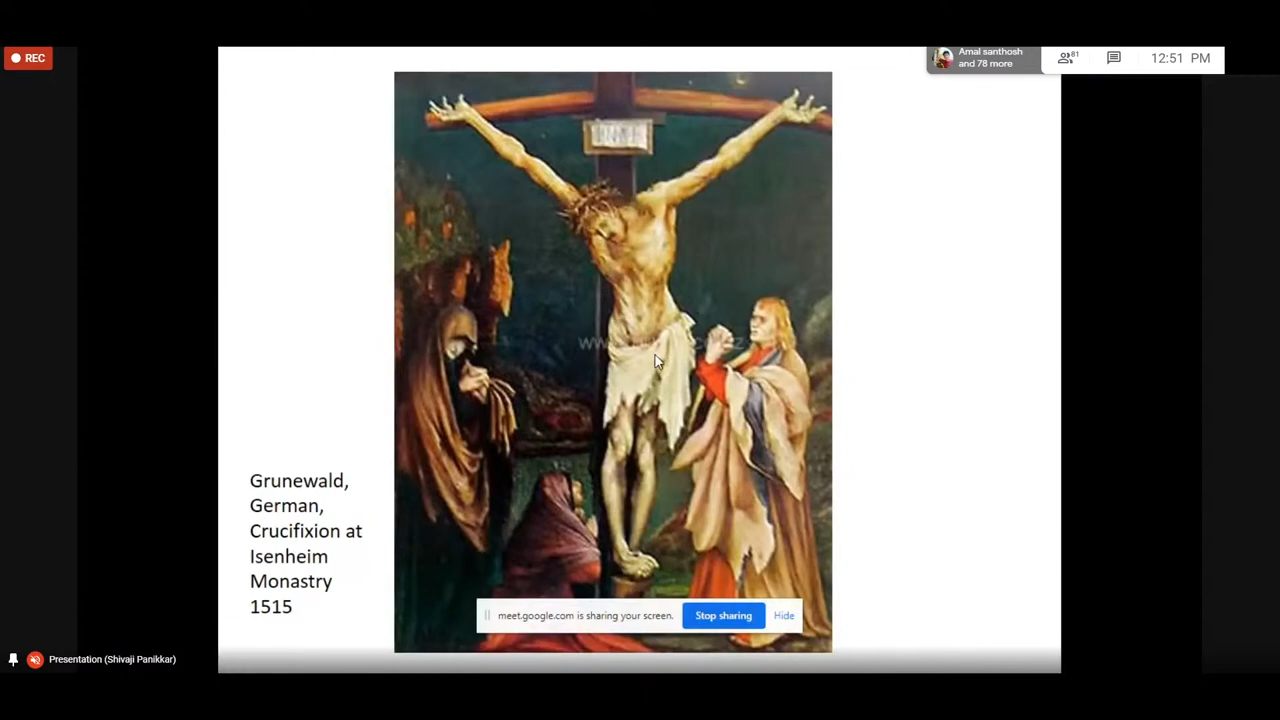 REC
Amal santhosh
and 78 more
81
12:51 PM
Grunewald,
German,
Crucifixion at
Isenheim
Monastry
1515
meet.google.com is sharing your screen.
Stop sharing
Hide
Presentation (Shivaji Panikkar)